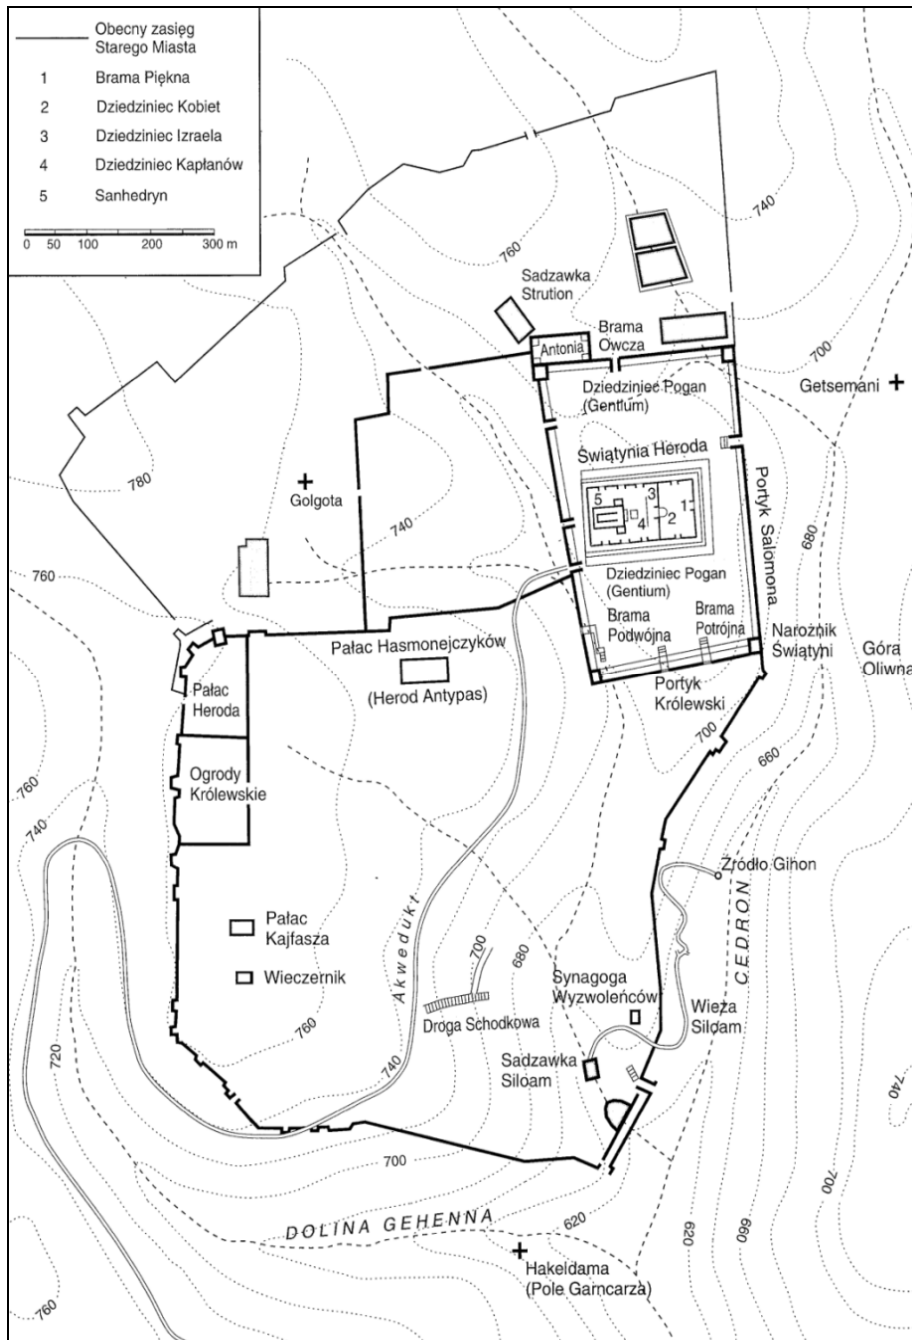 Obecny zasięg
Starego Miasta
1 Brama Piękna
2 Dziedziniec Kobiet
3 Dziedziniec Izraela
4 Dziedziniec Kapłanów
5 Sanhedryn
0 50 100 200 300 m
740
760
Sadzawka
Strution
Brama
Owcza
Antonia
700
Getsemani
Dziedziniec Pogan
(Gentium)
Świątynia Heroda
780
Golgota
740
5
3
4
2
1
Portyk Salomona
680
760
Dziedziniec Pogan
(Gentium)
Brama
Podwójna
Brama
Potrójna
Narożnik
Świątyni
Góra
Oliwna
Pałac Hasmonejczyków
(Herod Antypas)
Pałac
Heroda
Portyk
Królewski
700
660
Ogrody
Królewskie
760
740
Źródło Gihon
CEDRON
Pałac
Kajfasza
Akwedukt
700
680
Wieczernik
Synagoga
Wyzwoleńców
Wieża
Siloam
Droga Schodkowa
760
720
740
Sadzawka
Siloam
740
700
700
DOLINA GEHENNA
620
620
660
Hakeldama
(Pole Garncarza)
760